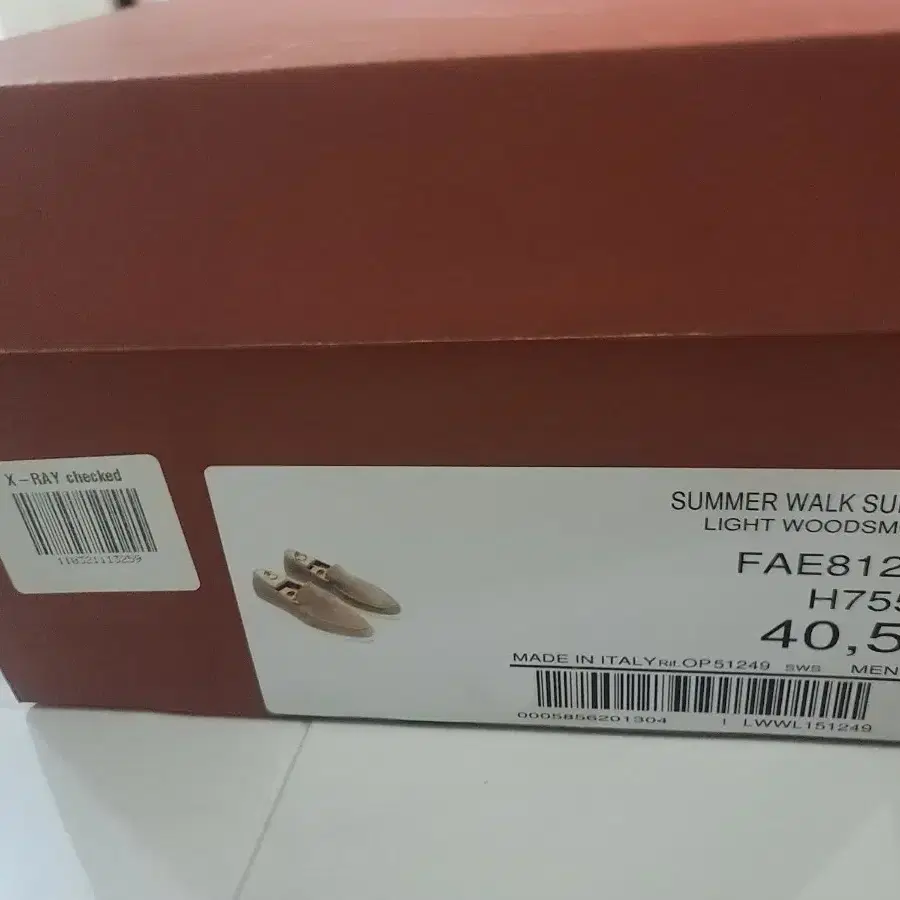 X-RAY checked
110321113259
SUMMER WALK SU
LIGHT WOODSM
FAE812
H755
40,5
MADE IN ITALY Rif.OP51249 SWS MEN
0005856201304 I LWWL151249